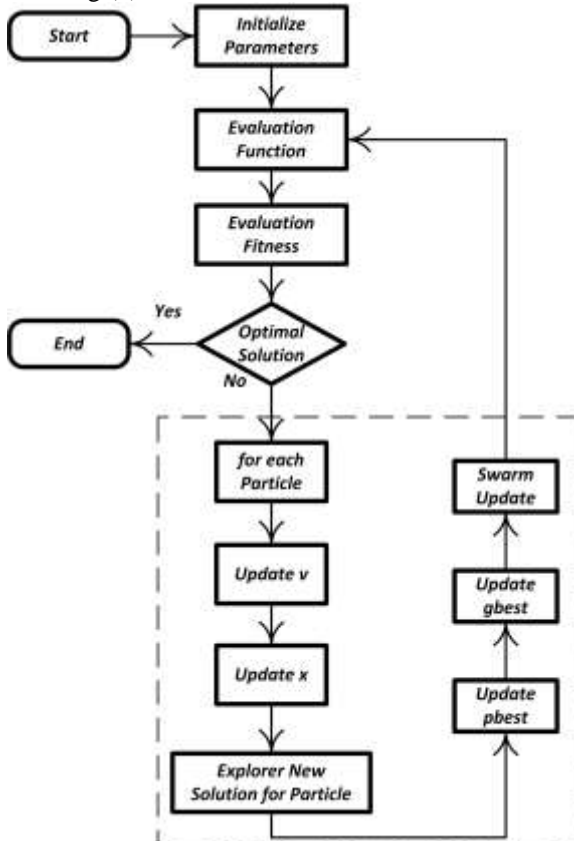 Start
Initialize
Parameters
Evaluation
Function
Evaluation
Fitness
Yes
End
Optimal
Solution
No
for each
Particle
Swarm
Update
Update v
Update
gbest
Update x
Update
pbest
Explorer New
Solution for Particle